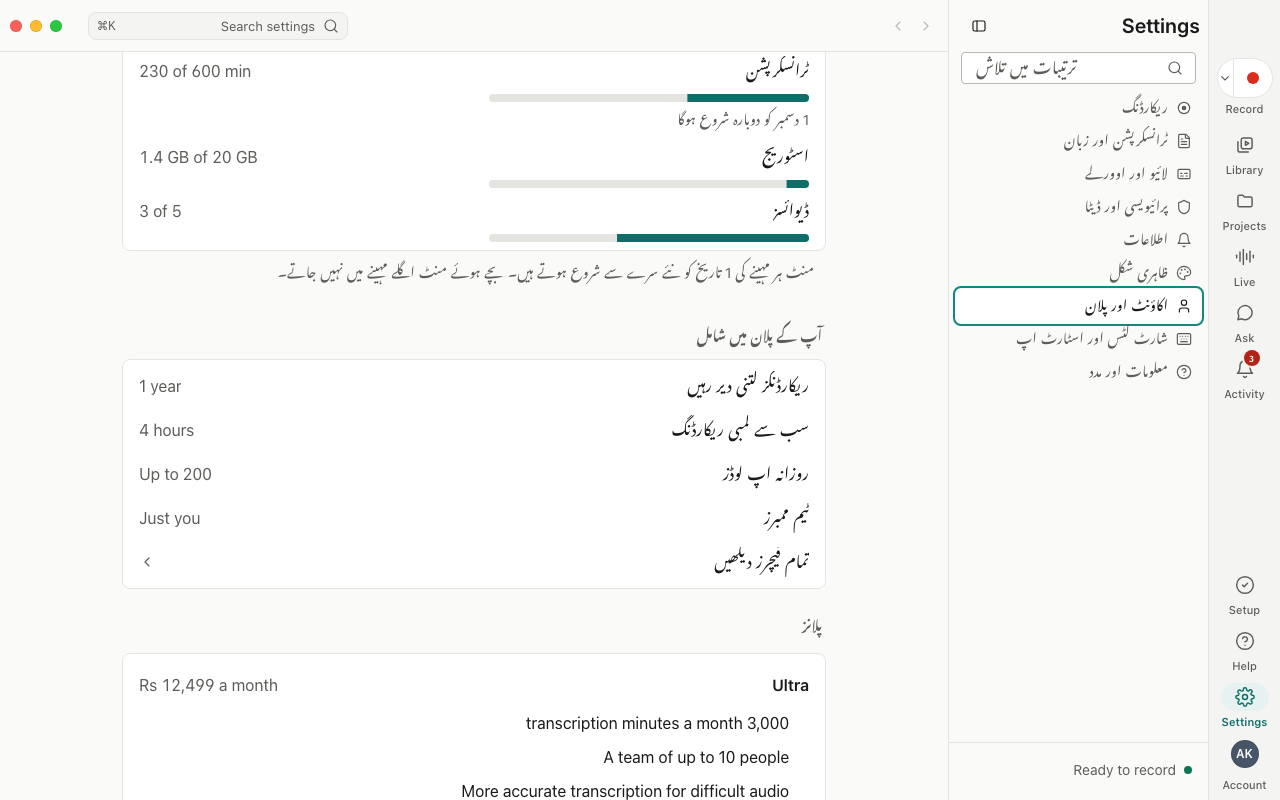 ⌘K
Search settings
Settings
ترتیبات میں تلاش
ریکارڈنگ
ٹرانسکرپشن اور زبان
لائیو اور اوورلے
پرائیویسی اور ڈیٹا
اطلاعات
ظاہری شکل
اکاؤنٹ اور پلان
شارٹ کٹس اور اسٹارٹ اپ
معلومات اور مدد
Ready to record
Record
Library
Projects
Live
Ask
3
Activity
Setup
Help
Settings
AK
Account
ٹرانسکرپشن
230 of 600 min
1 دسمبر کو دوبارہ شروع ہوگا
اسٹوریج
1.4 GB of 20 GB
ڈیوائسز
3 of 5
منٹ ہر مہینے کی 1 تاریخ کو نئے سرے سے شروع ہوتے ہیں۔ بچے ہوئے منٹ اگلے مہینے میں نہیں جاتے۔
آپ کے پلان میں شامل
ریکارڈنگز کتنی دیر رہیں
1 year
سب سے لمبی ریکارڈنگ
4 hours
روزانہ اپ لوڈز
Up to 200
ٹیم ممبرز
Just you
تمام فیچرز دیکھیں
پلانز
Ultra
Rs 12,499 a month
transcription minutes a month 3,000
A team of up to 10 people
More accurate transcription for difficult audio